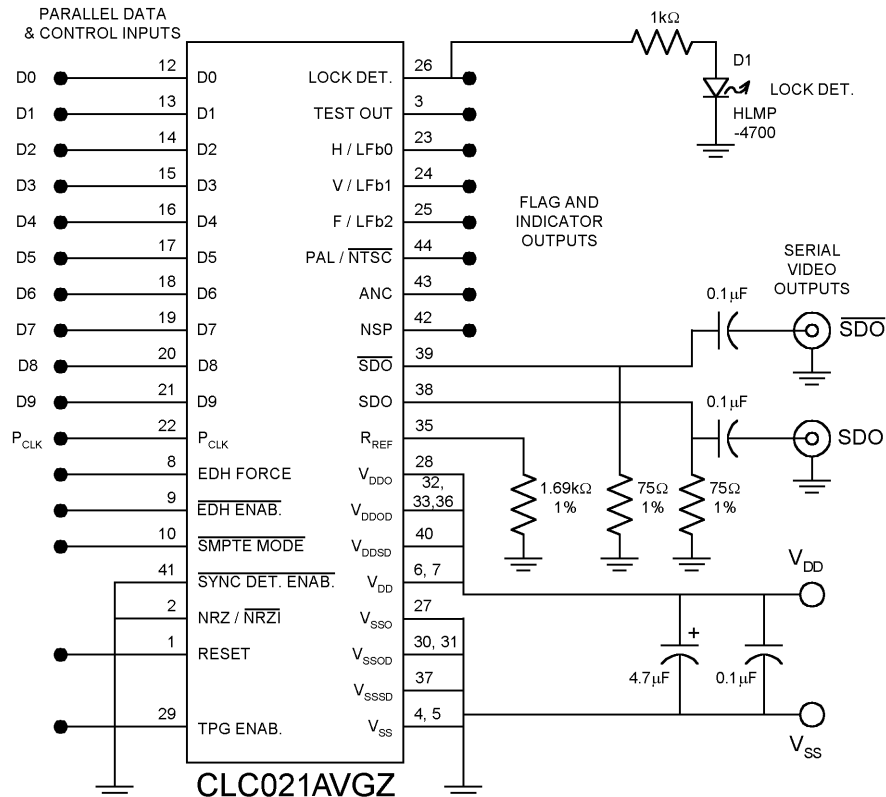 PARALLEL DATA
& CONTROL INPUTS
D0 12 D0
D1 13 D1
D2 14 D2
D3 15 D3
D4 16 D4
D5 17 D5
D6 18 D6
D7 19 D7
D8 20 D8
D9 21 D9
PCLK 22 PCLK
8 EDH FORCE
9 EDH ENAB.
10 SMPTE MODE
41 SYNC DET. ENAB.
2 NRZ / NRZI
1 RESET
29 TPG ENAB.
LOCK DET. 26
TEST OUT 3
H / LFb0 23
V / LFb1 24
F / LFb2 25
PAL / NTSC 44
ANC 43
NSP 42
SDO 39
SDO 38
RREF 35
VDDO 28
VDDOD 32,
33,36
VDDSD 40
VDD 6, 7
VSSO 27
VSSOD 30, 31
VSSSD 37
VSS 4, 5
CLC021AVGZ
1kΩ
D1
LOCK DET.
HLMP
-4700
FLAG AND
INDICATOR
OUTPUTS
SERIAL
VIDEO
OUTPUTS
0.1µF
SDO
0.1µF
SDO
1.69kΩ
1%
75Ω
1%
75Ω
1%
VDD
+
4.7µF
0.1µF
VSS